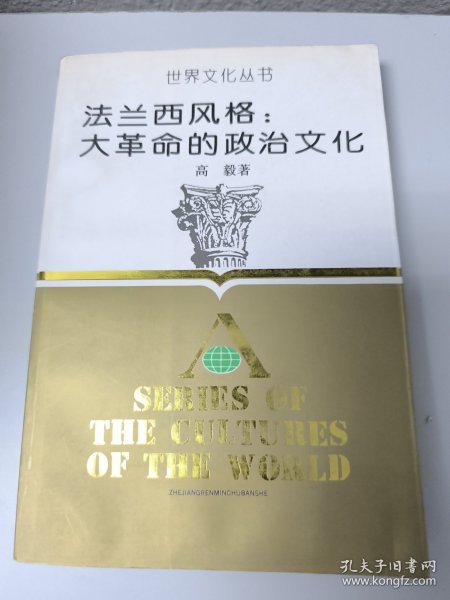 世界文化丛书
法兰西风格：
大革命的政治文化
高 毅著
A
SERIES OF
THE CULTURES
OF THE WORLD
ZHEJIANGRENMINCHUBANSHE
孔夫子旧书网
www.kongfz.com